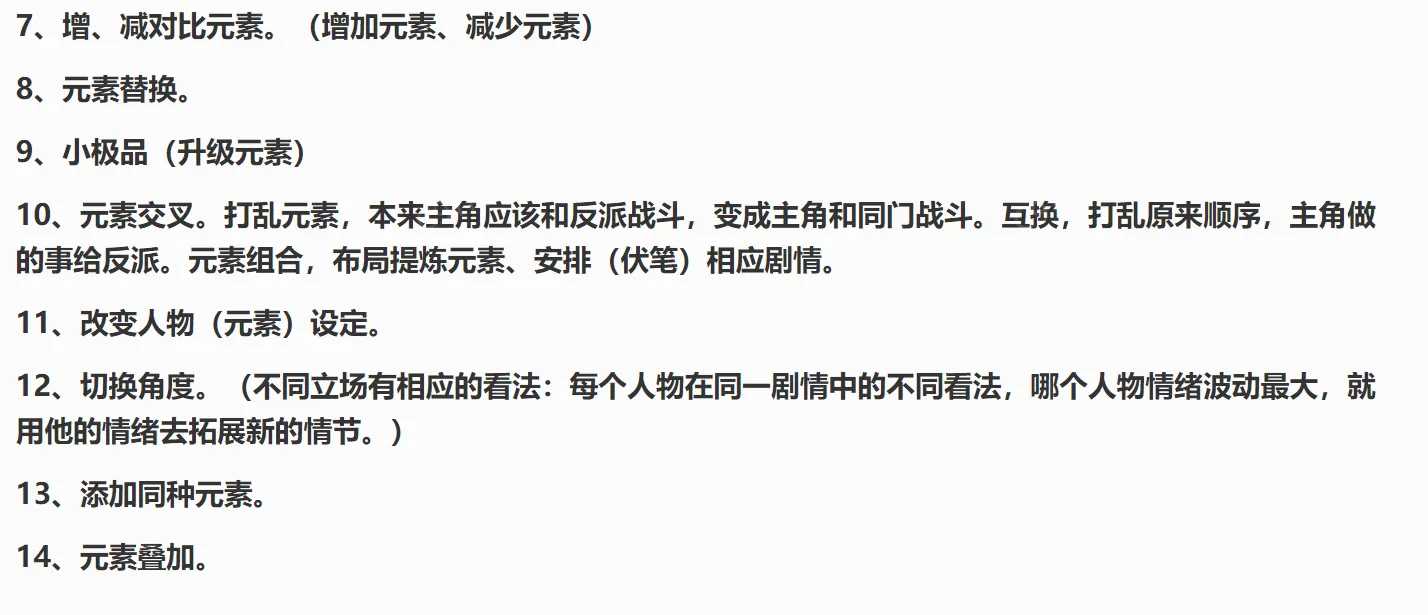 7、增、减对比元素。（增加元素、减少元素）
8、元素替换。
9、小极品（升级元素）
10、元素交叉。打乱元素，本来主角应该和反派战斗，变成主角和同门战斗。互换，打乱原来顺序，主角做
的事给反派。元素组合，布局提炼元素、安排（伏笔）相应剧情。
11、改变人物（元素）设定。
12、切换角度。（不同立场有相应的看法：每个人物在同一剧情中的不同看法，哪个人物情绪波动最大，就
用他的情绪去拓展新的情节。）
13、添加同种元素。
14、元素叠加。